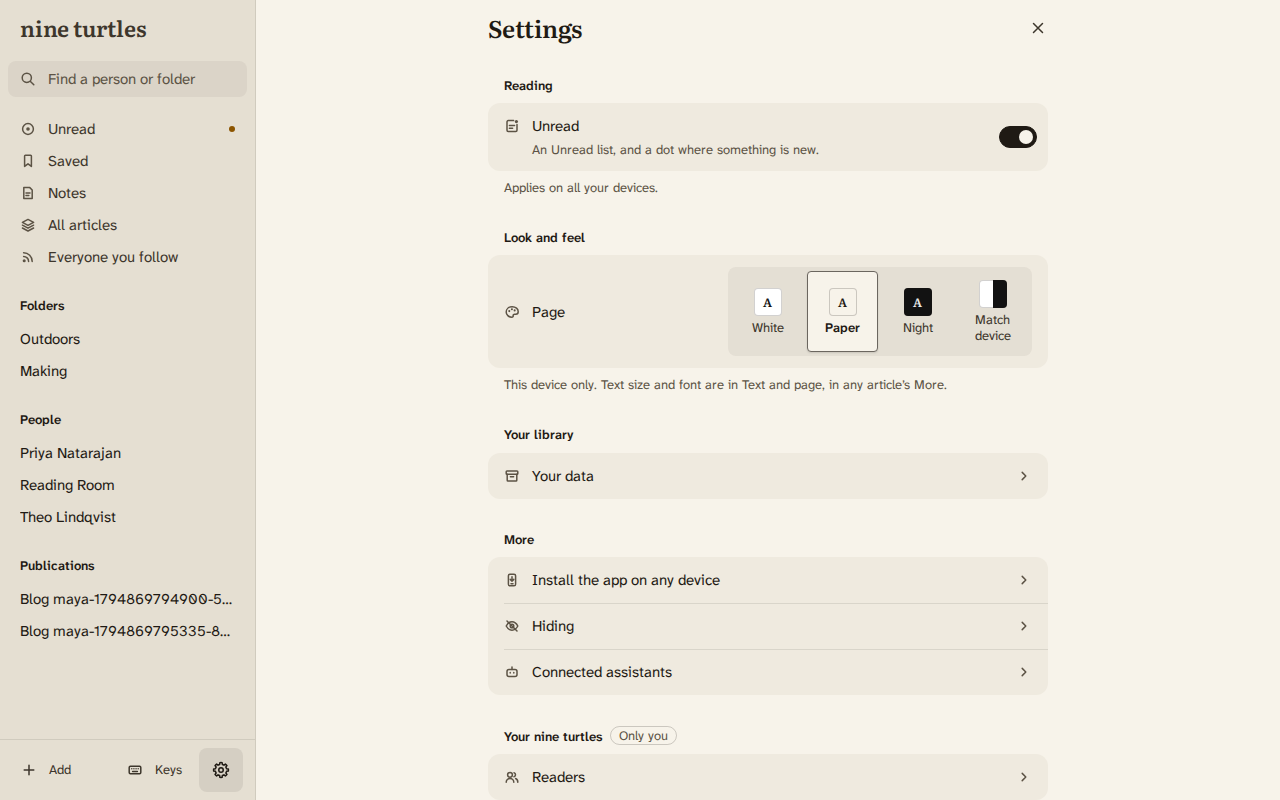 nine turtles
Find a person or folder
Unread
Saved
Notes
All articles
Everyone you follow
Folders
Outdoors
Making
People
Priya Natarajan
Reading Room
Theo Lindqvist
Publications
Blog maya-1794869794900-5...
Blog maya-1794869795335-8...
Add
Keys
Settings
Reading
Unread
An Unread list, and a dot where something is new.
Applies on all your devices.
Look and feel
Page
A
White
A
Paper
A
Night
Match
device
This device only. Text size and font are in Text and page, in any article's More.
Your library
Your data
More
Install the app on any device
Hiding
Connected assistants
Your nine turtles
Only you
Readers